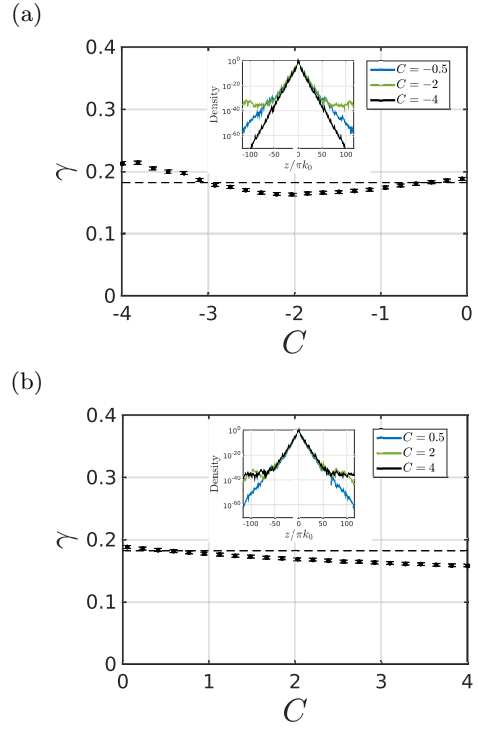 (a)
0.4
0.3
0.2
0.1
0
γ
-4
-3
-2
-1
0
C
Density
10^0
10^-20
10^-40
10^-60
-100
-50
0
50
100
z/πk_0
C = −0.5
C = −2
C = −4
(b)
0.4
0.3
0.2
0.1
0
γ
0
1
2
3
4
C
Density
10^0
10^-20
10^-40
10^-60
-100
-50
0
50
100
z/πk_0
C = 0.5
C = 2
C = 4